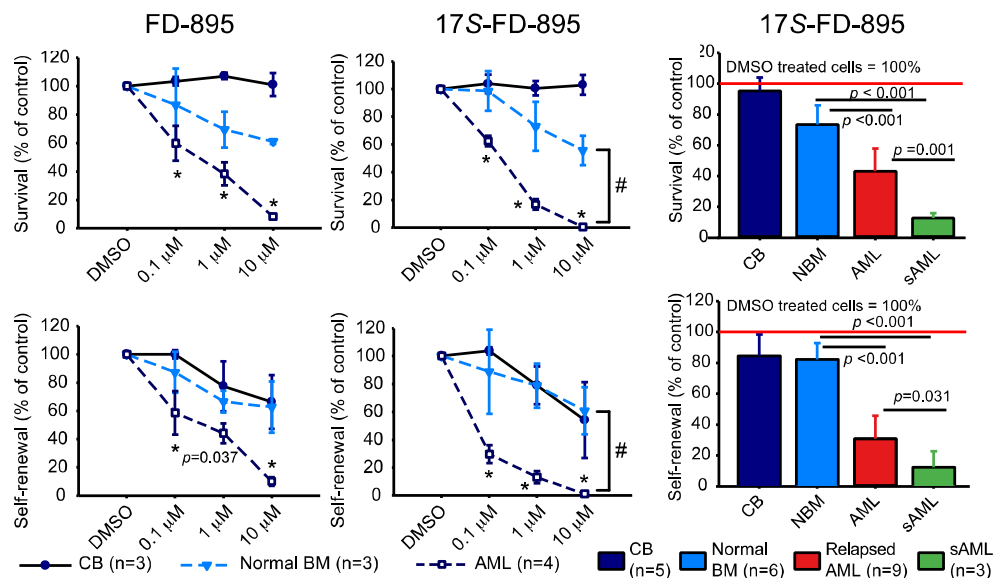 FD-895
17S-FD-895
17S-FD-895
Survival (% of control)
120
100
80
60
40
20
0
*
*
*
DMSO
0.1 µM
1 µM
10 µM
Survival (% of control)
120
100
80
60
40
20
0
*
*
*
#
DMSO
0.1 µM
1 µM
10 µM
Survival (% of control)
20
100
80
60
40
20
0
DMSO treated cells = 100%
p < 0.001
p <0.001
p =0.001
CB
NBM
AML
sAML
Self-renewal (% of control)
120
100
80
60
40
20
0
*
p=0.037
*
DMSO
0.1 µM
1 µM
10 µM
Self-renewal (% of control)
120
100
80
60
40
20
0
*
*
*
#
DMSO
0.1 µM
1 µM
10 µM
Self-renewal (% of control)
120
100
80
60
40
20
0
DMSO treated cells = 100%
p <0.001
p <0.001
p=0.031
CB
NBM
AML
sAML
CB (n=3)
Normal BM (n=3)
AML (n=4)
CB
(n=5)
Normal
BM (n=6)
Relapsed
AML (n=9)
sAML
(n=3)